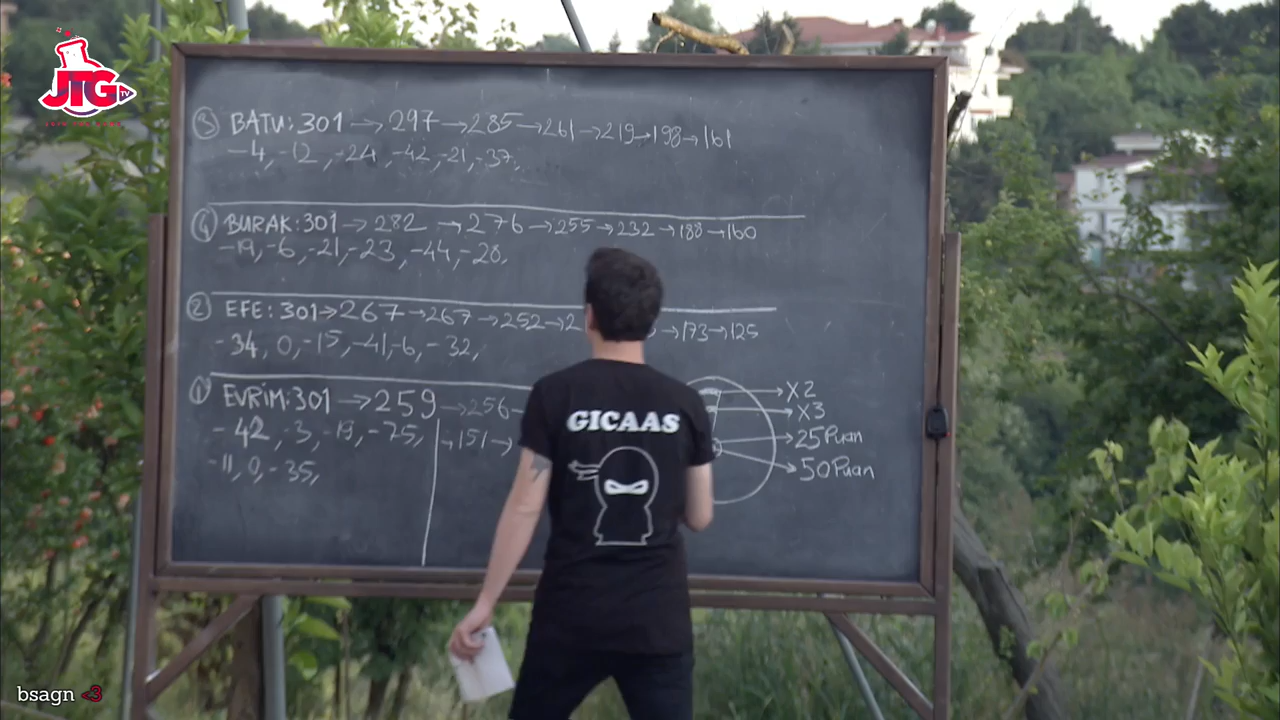 JTG TV
③ BATU: 301 → 297 → 285 → 261 → 219 → 198 → 161
-4, -12, -24, -42, -21, -37,
④ BURAK: 301 → 282 → 276 → 255 → 232 → 188 → 160
-19, -6, -21, -23, -44, -28,
② EFE: 301 → 267 → 267 → 252 → 2 → 173 → 125
-34, 0, -15, -41, -6, -32,
① EVRİM: 301 → 259 → 256
-42, -3, -19, -75, → 151 →
-11, 0, -35,
X2
X3
25 Puan
50 Puan
GICAAS
bsagn <3